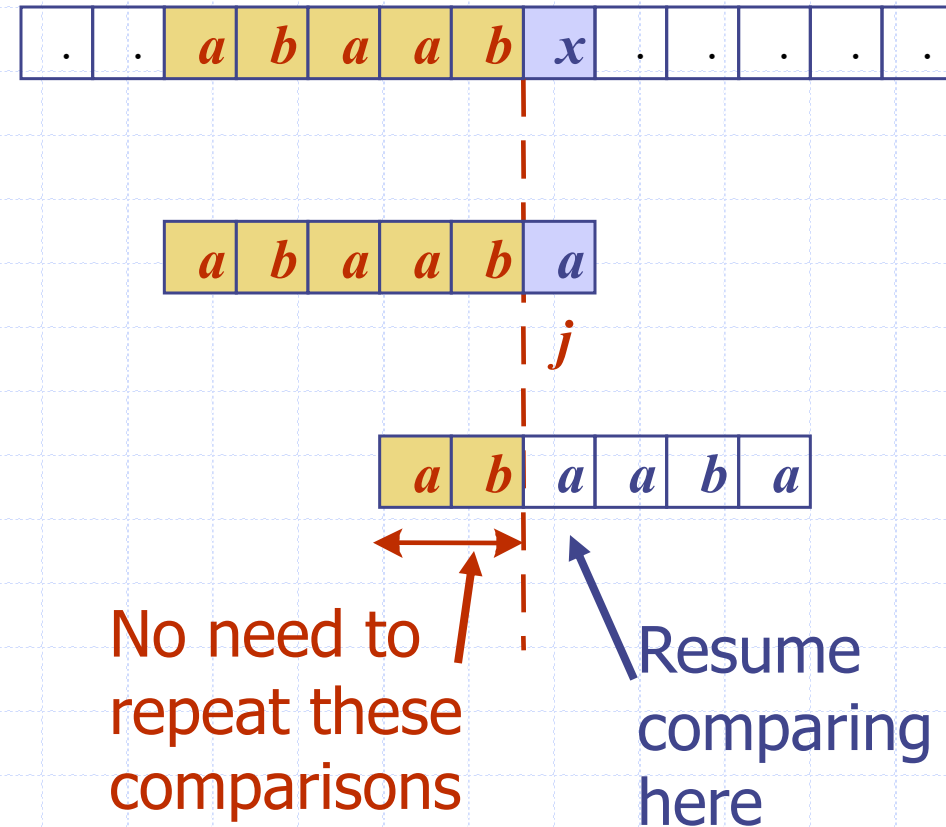 . . a b a a b x . . . . .
a b a a b a
j
a b a a b a
No need to
repeat these
comparisons
Resume
comparing
here